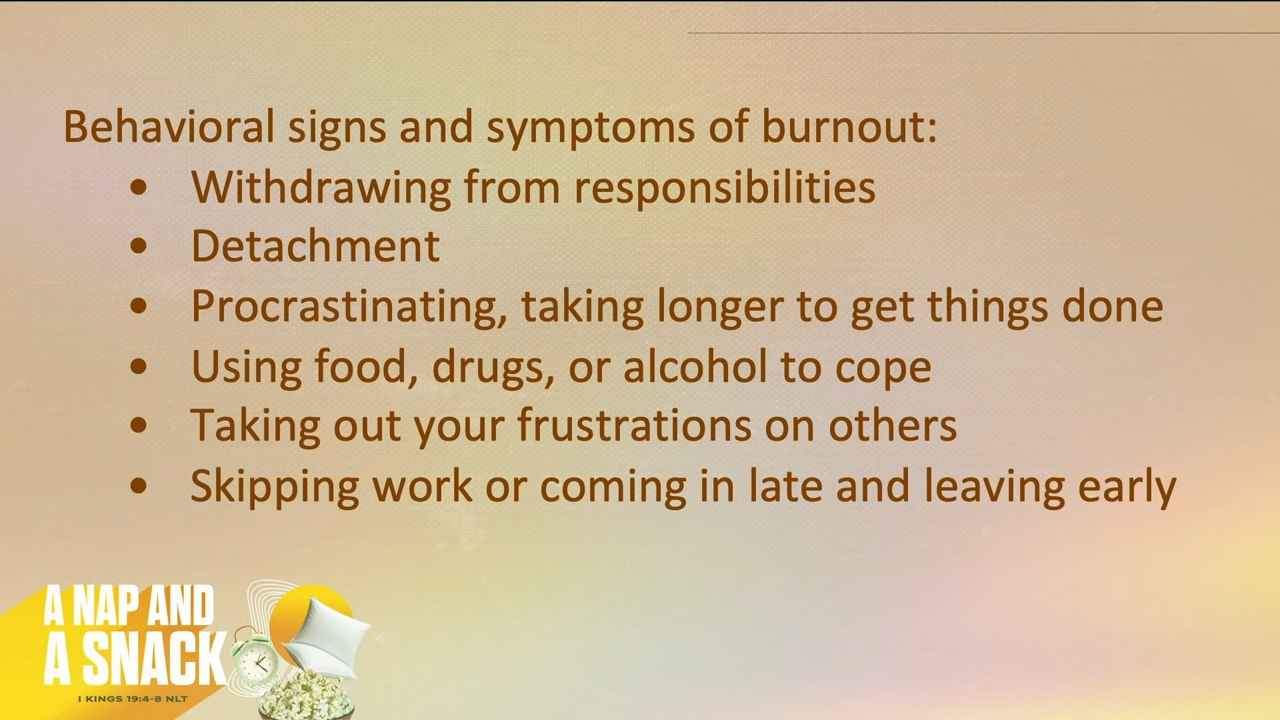 Behavioral signs and symptoms of burnout:
• Withdrawing from responsibilities
• Detachment
• Procrastinating, taking longer to get things done
• Using food, drugs, or alcohol to cope
• Taking out your frustrations on others
• Skipping work or coming in late and leaving early
A NAP AND
A SNACK
I KINGS 19:4-8 NLT